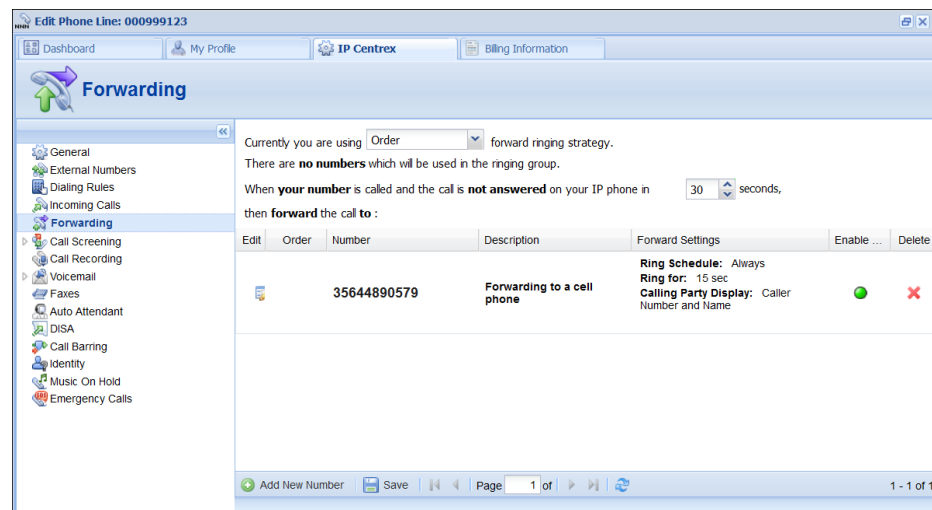 Edit Phone Line: 000999123
Dashboard My Profile IP Centrex Billing Information
Forwarding
General
External Numbers
Dialing Rules
Incoming Calls
Forwarding
Call Screening
Call Recording
Voicemail
Faxes
Auto Attendant
DISA
Call Barring
Identity
Music On Hold
Emergency Calls
Currently you are using Order forward ringing strategy.
There are no numbers which will be used in the ringing group.
When your number is called and the call is not answered on your IP phone in 30 seconds,
then forward the call to :
Edit Order Number Description Forward Settings Enable ... Delete
35644890579
Forwarding to a cell
phone
Ring Schedule: Always
Ring for: 15 sec
Calling Party Display: Caller
Number and Name
Add New Number Save Page 1 of 1 - 1 of 1